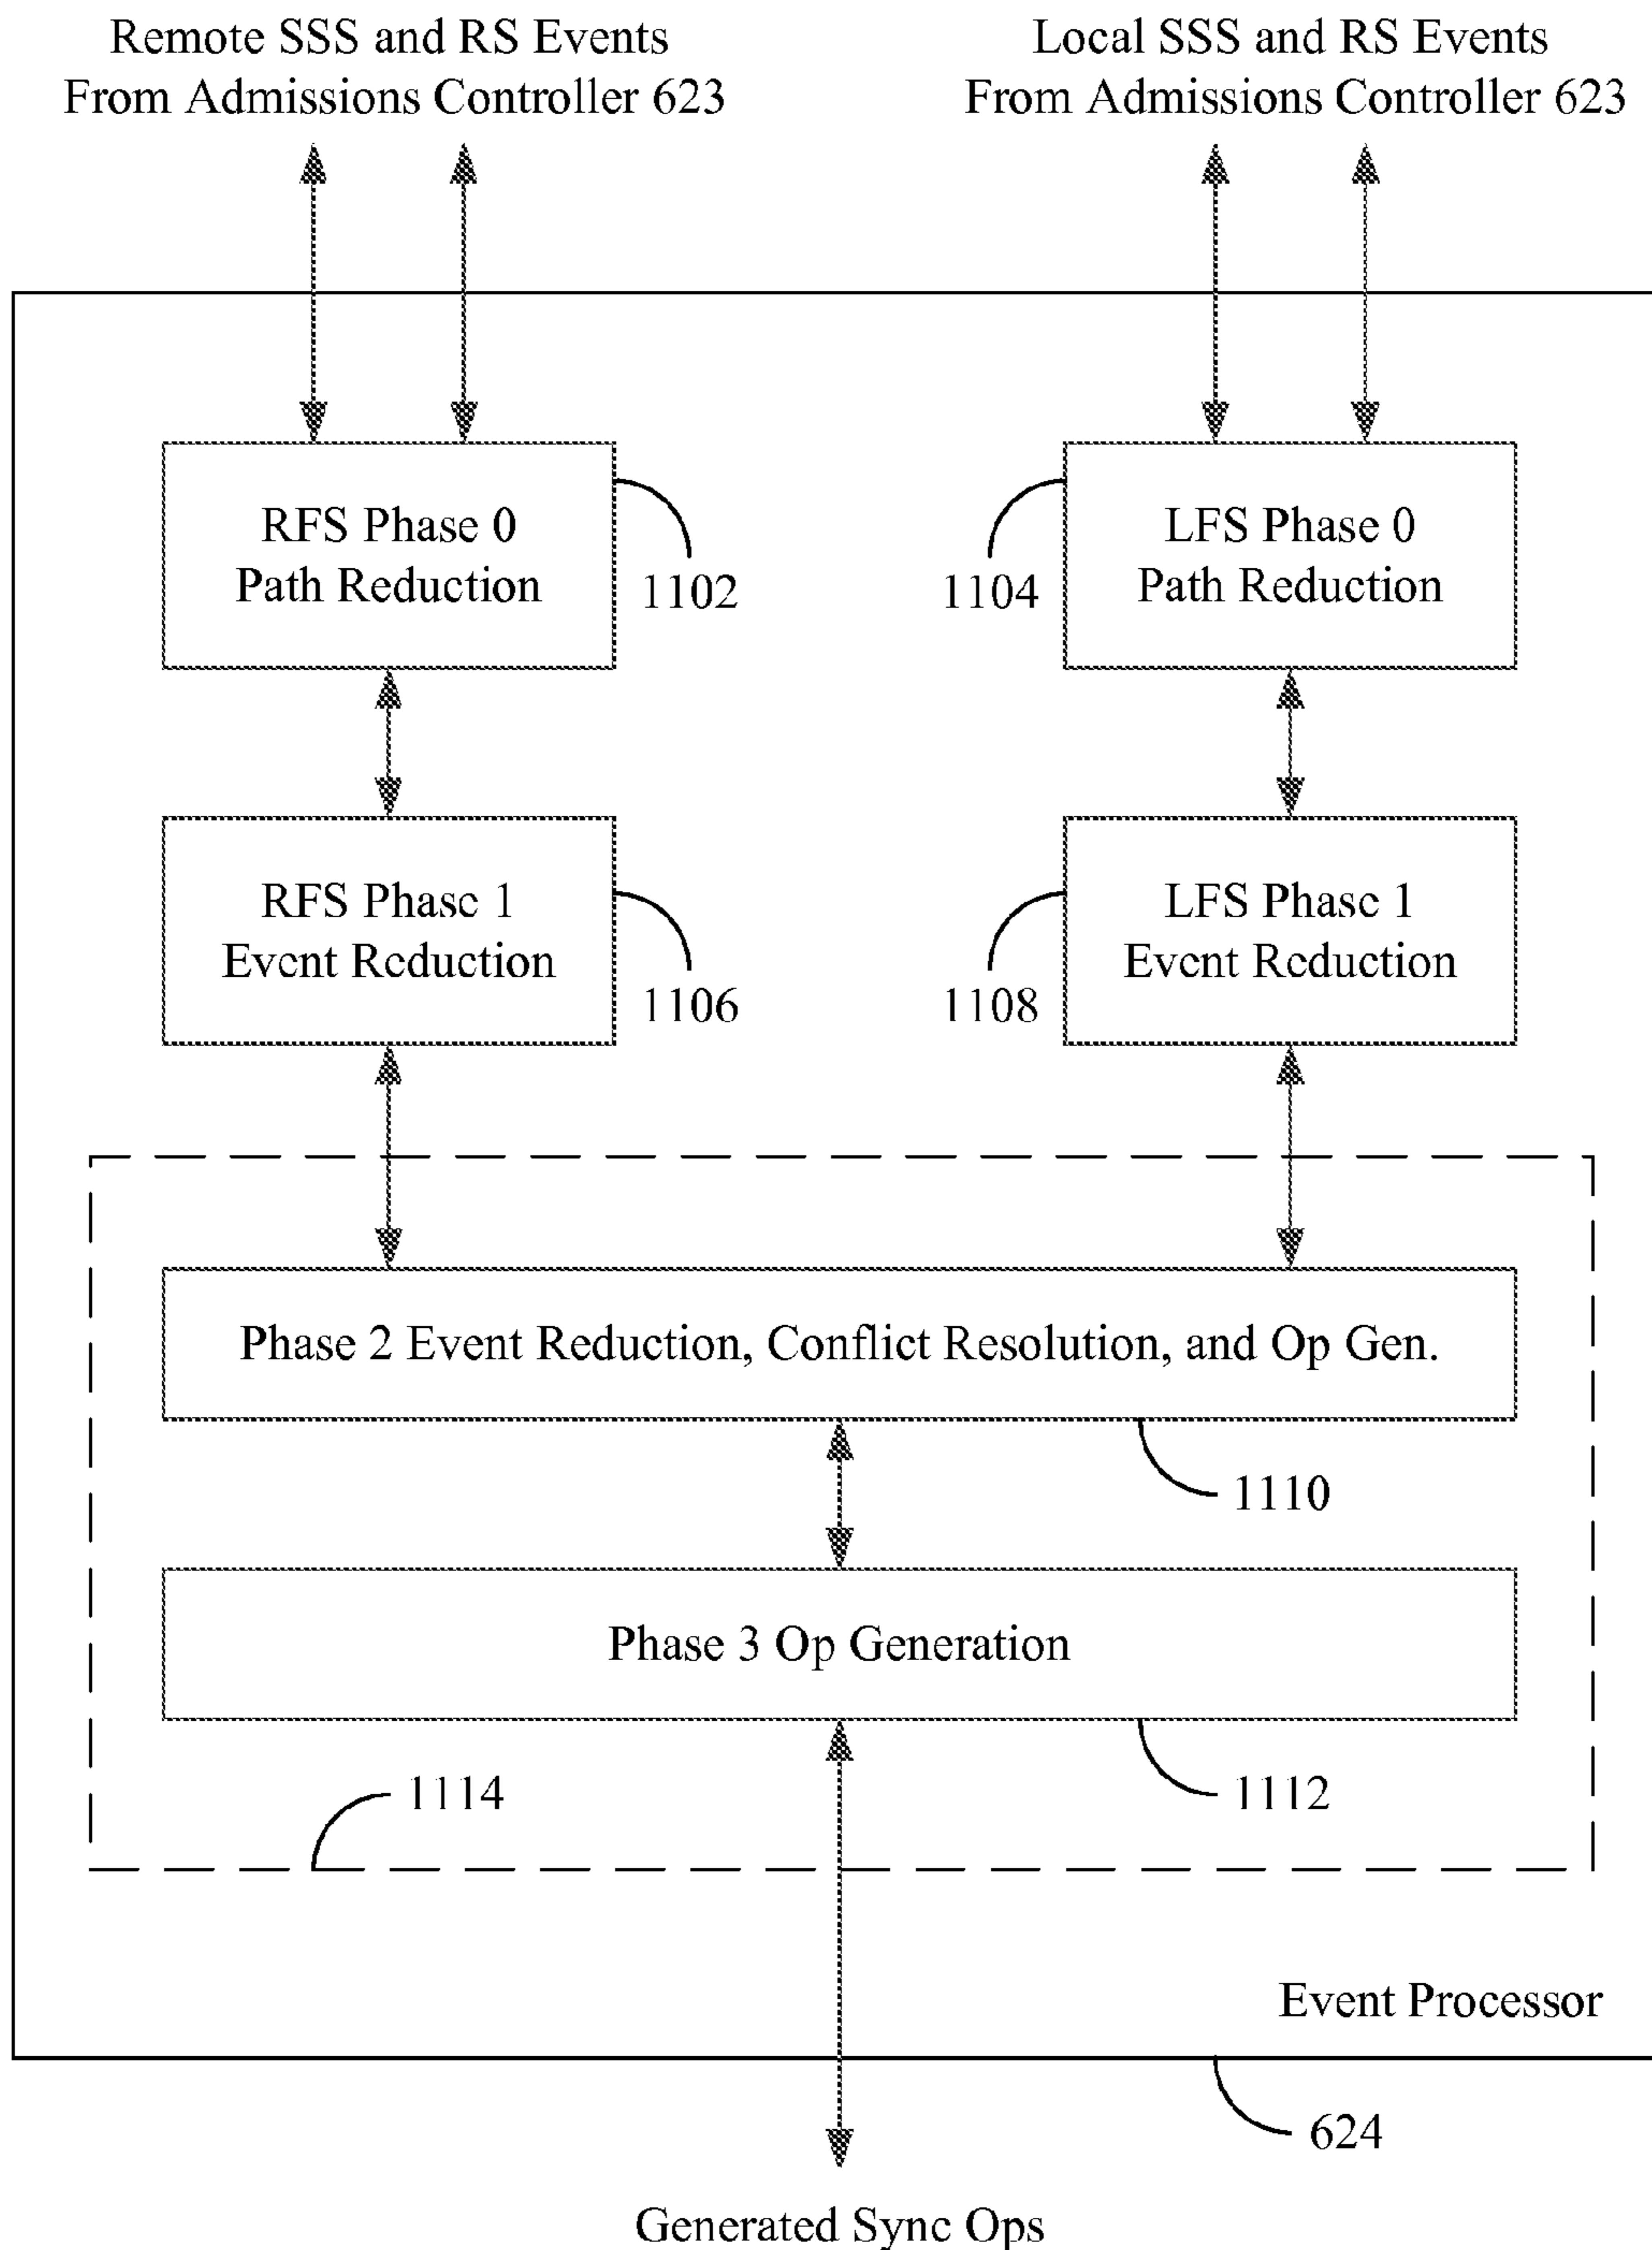 Remote SSS and RS Events
From Admissions Controller 623
Local SSS and RS Events
From Admissions Controller 623
RFS Phase 0
Path Reduction
1102
LFS Phase 0
Path Reduction
1104
RFS Phase 1
Event Reduction
1106
LFS Phase 1
Event Reduction
1108
Phase 2 Event Reduction, Conflict Resolution, and Op Gen.
1110
Phase 3 Op Generation
1114
1112
Event Processor
624
Generated Sync Ops